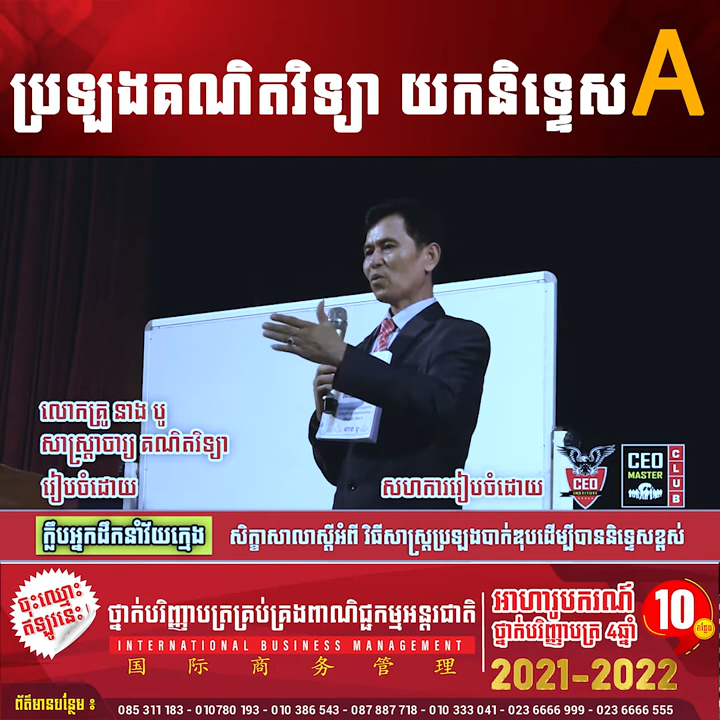 ប្រឡងគណិតវិទ្យា យកនិទ្ទេស A
លោកគ្រូ នាង បូ
សាស្ត្រាចារ្យ គណិតវិទ្យា
រៀបចំដោយ
សហការរៀបចំដោយ
CEO
INSTITUTE
CEO
MASTER
CLUB
ក្លឹបអ្នកដឹកនាំវ័យក្មេង
សិក្ខាសាលាស្តីអំពី វិធីសាស្ត្រប្រឡងបាក់ឌុបដើម្បីបាននិទ្ទេសខ្ពស់
ចុះឈ្មោះ
ឥឡូវនេះ!
ថ្នាក់បរិញ្ញាបត្រគ្រប់គ្រងពាណិជ្ជកម្មអន្តរជាតិ
INTERNATIONAL BUSINESS MANAGEMENT
国际商务管理
អាហារូបករណ៍
ថ្នាក់បរិញ្ញាបត្រ 4ឆ្នាំ
10
កន្លែង
2021-2022
ព័ត៌មានបន្ថែម ៖
085 311 183 - 010780 193 - 010 386 543 - 087 887 718 - 010 333 041 - 023 6666 999 - 023 6666 555